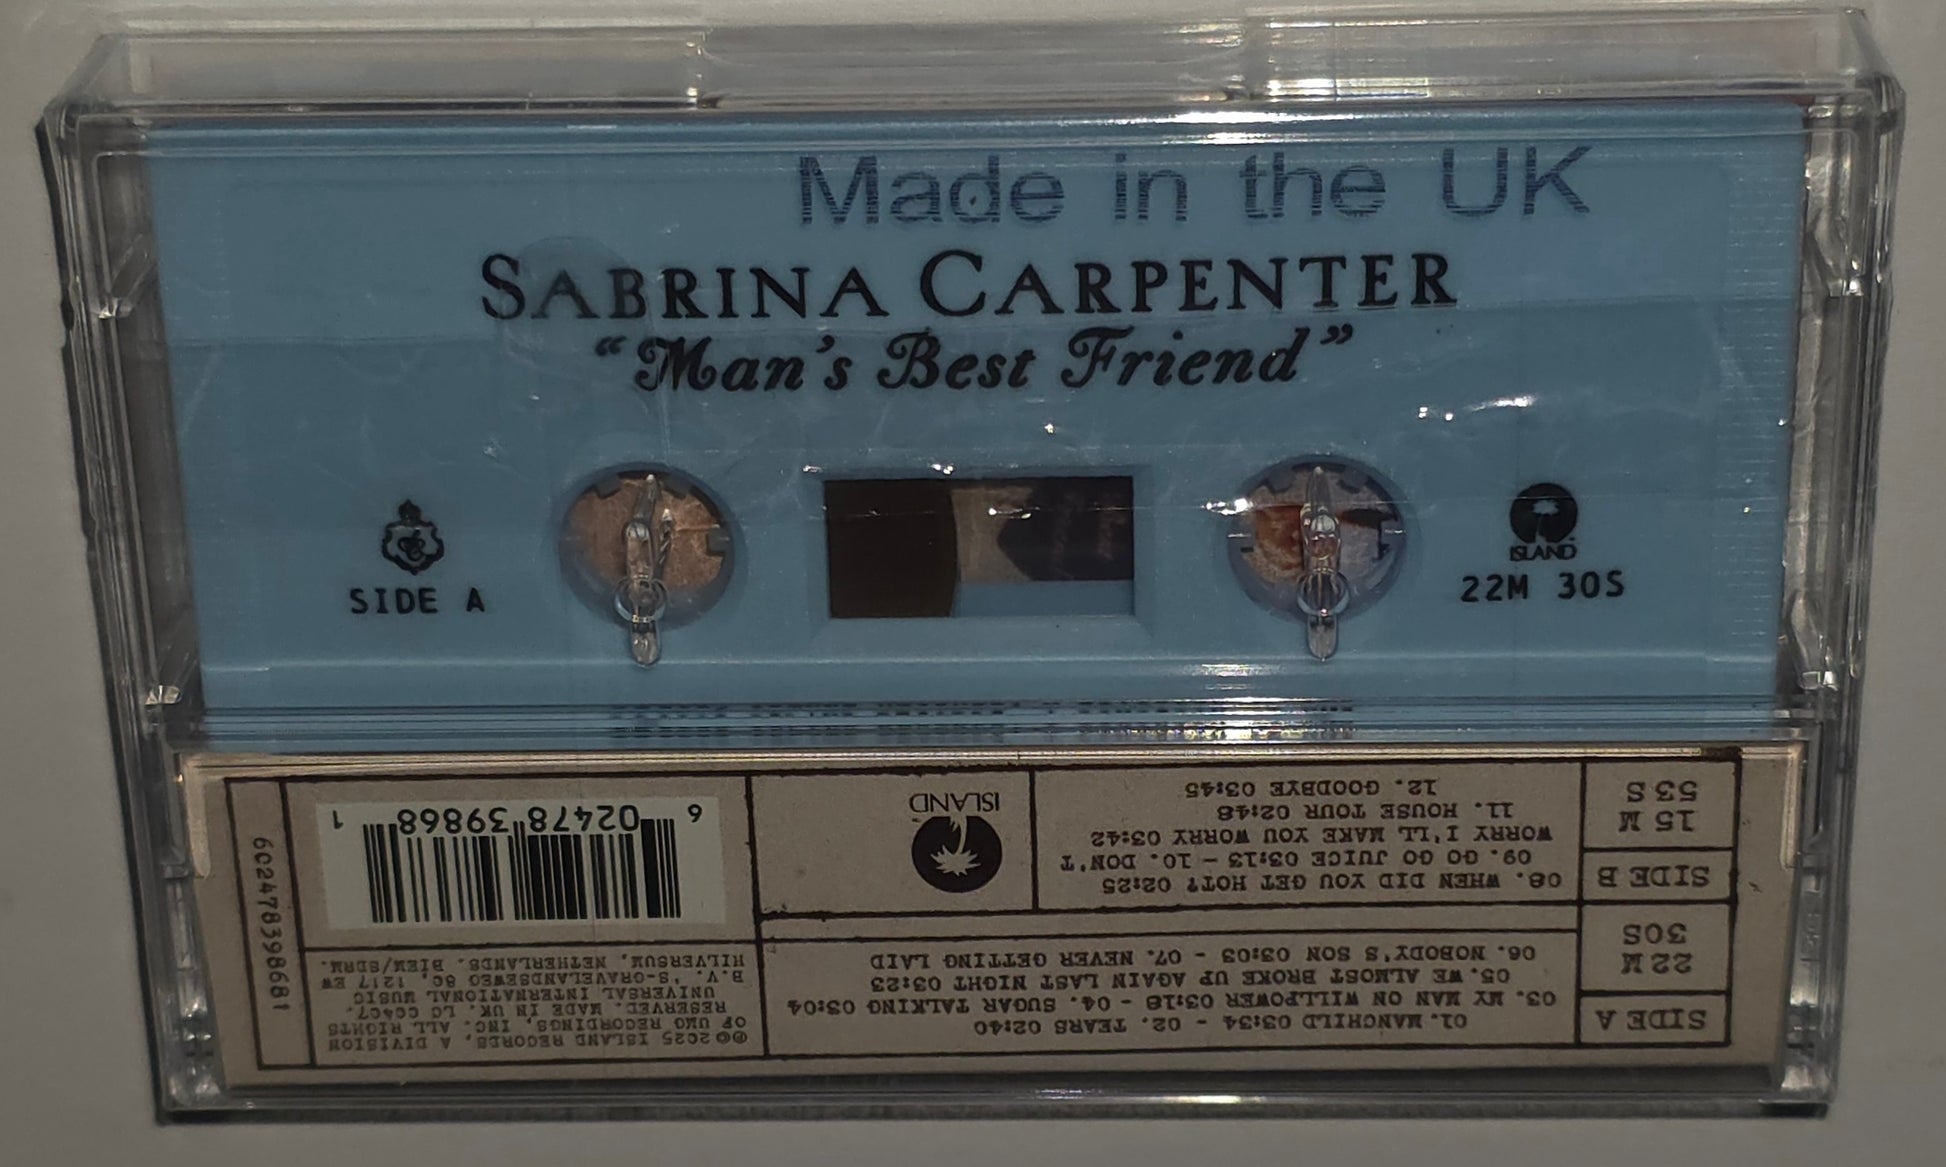 Made in the UK
SABRINA CARPENTER
“Man's Best Friend”
SIDE A
ISLAND
22M 30S
SIDE A
22 M
30S
01. MANCHILD 03:34 - 02. TEARS 02:40
03. MY MAN ON WILLPOWER 03:18 - 04. SUGAR TALKING 03:04
05. WE ALMOST BROKE UP AGAIN LAST NIGHT 03:23
06. NOBODY'S SON 03:03 - 07. NEVER GETTING LAID
SIDE B
15 M
53 S
08. WHEN DID YOU GET HOT? 02:25
09. GO GO JUICE 03:13 - 10. DON'T
WORRY I'LL MAKE YOU WORRY 03:42
11. HOUSE TOUR 02:48
12. GOODBYE 03:45
ISLAND
℗© 2025 ISLAND RECORDS, A DIVISION
OF UMG RECORDINGS, INC. ALL RIGHTS
RESERVED. MADE IN UK. LC 00407.
UNIVERSAL INTERNATIONAL MUSIC
B.V. 'S-GRAVELANDSEWEG 80, 1217 EW
HILVERSUM, NETHERLANDS. BIEM/SDRM.
6 02478 39868 1
602478398681